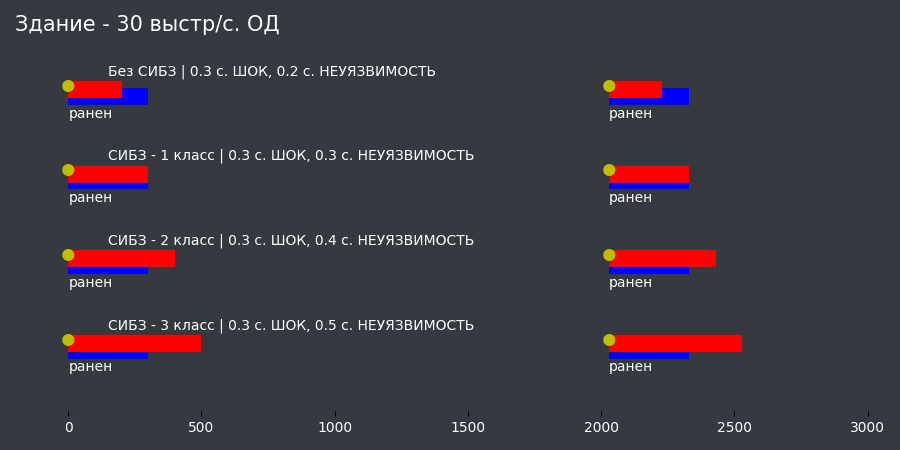 Здание - 30 выстр/с. ОД
Без СИБЗ | 0.3 с. ШОК, 0.2 с. НЕУЯЗВИМОСТЬ
ранен ранен
СИБЗ - 1 класс | 0.3 с. ШОК, 0.3 с. НЕУЯЗВИМОСТЬ
ранен ранен
СИБЗ - 2 класс | 0.3 с. ШОК, 0.4 с. НЕУЯЗВИМОСТЬ
ранен ранен
СИБЗ - 3 класс | 0.3 с. ШОК, 0.5 с. НЕУЯЗВИМОСТЬ
ранен ранен
0 500 1000 1500 2000 2500 3000